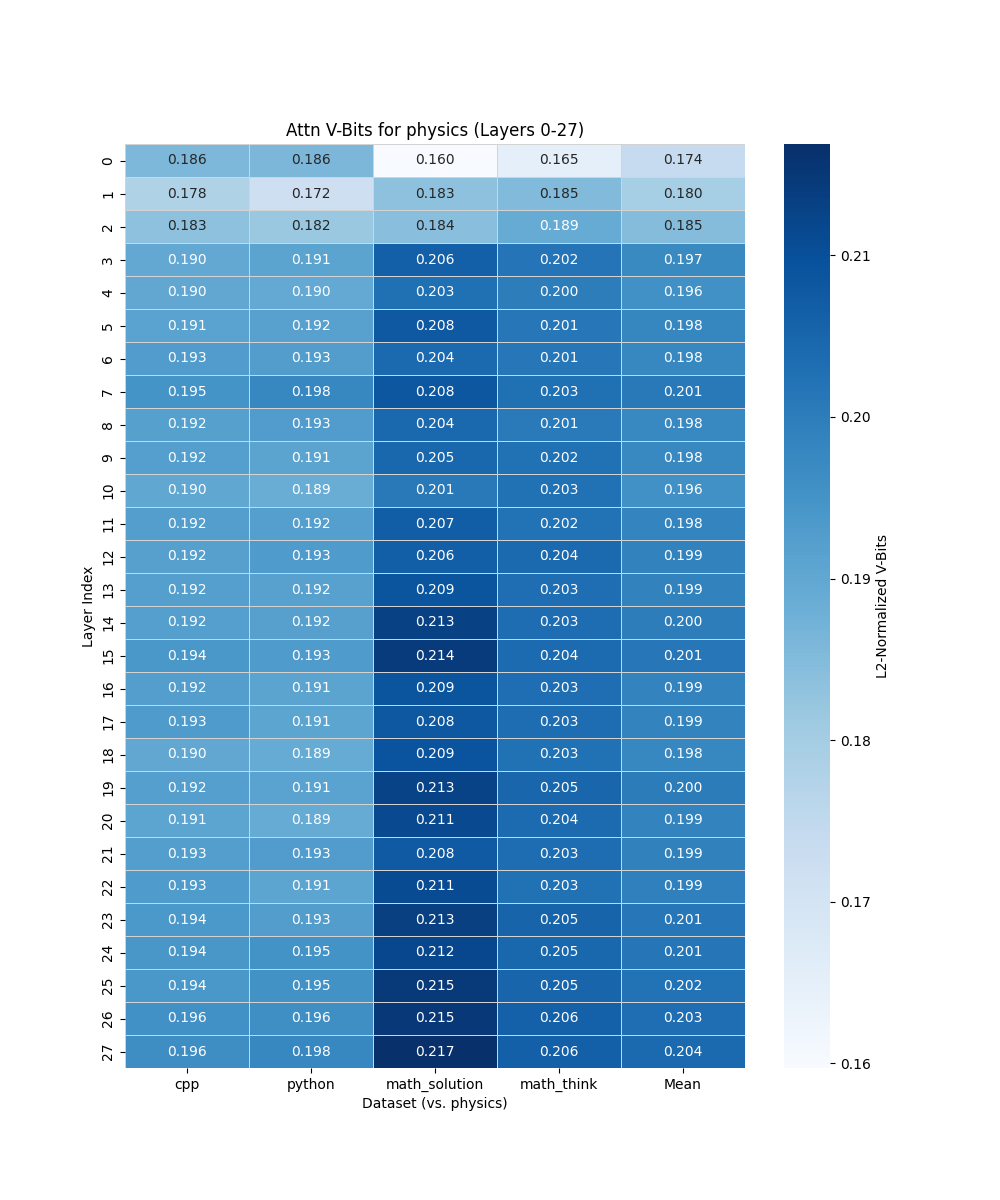 Attn V-Bits for physics (Layers 0-27)
0 0.186 0.186 0.160 0.165 0.174
1 0.178 0.172 0.183 0.185 0.180
2 0.183 0.182 0.184 0.189 0.185
3 0.190 0.191 0.206 0.202 0.197
4 0.190 0.190 0.203 0.200 0.196
5 0.191 0.192 0.208 0.201 0.198
6 0.193 0.193 0.204 0.201 0.198
7 0.195 0.198 0.208 0.203 0.201
8 0.192 0.193 0.204 0.201 0.198
9 0.192 0.191 0.205 0.202 0.198
10 0.190 0.189 0.201 0.203 0.196
11 0.192 0.192 0.207 0.202 0.198
12 0.192 0.193 0.206 0.204 0.199
13 0.192 0.192 0.209 0.203 0.199
14 0.192 0.192 0.213 0.203 0.200
15 0.194 0.193 0.214 0.204 0.201
16 0.192 0.191 0.209 0.203 0.199
17 0.193 0.191 0.208 0.203 0.199
18 0.190 0.189 0.209 0.203 0.198
19 0.192 0.191 0.213 0.205 0.200
20 0.191 0.189 0.211 0.204 0.199
21 0.193 0.193 0.208 0.203 0.199
22 0.193 0.191 0.211 0.203 0.199
23 0.194 0.193 0.213 0.205 0.201
24 0.194 0.195 0.212 0.205 0.201
25 0.194 0.195 0.215 0.205 0.202
26 0.196 0.196 0.215 0.206 0.203
27 0.196 0.198 0.217 0.206 0.204
cpp python math_solution math_think Mean
Dataset (vs. physics)
Layer Index
0.21
0.20
0.19
0.18
0.17
0.16
L2-Normalized V-Bits